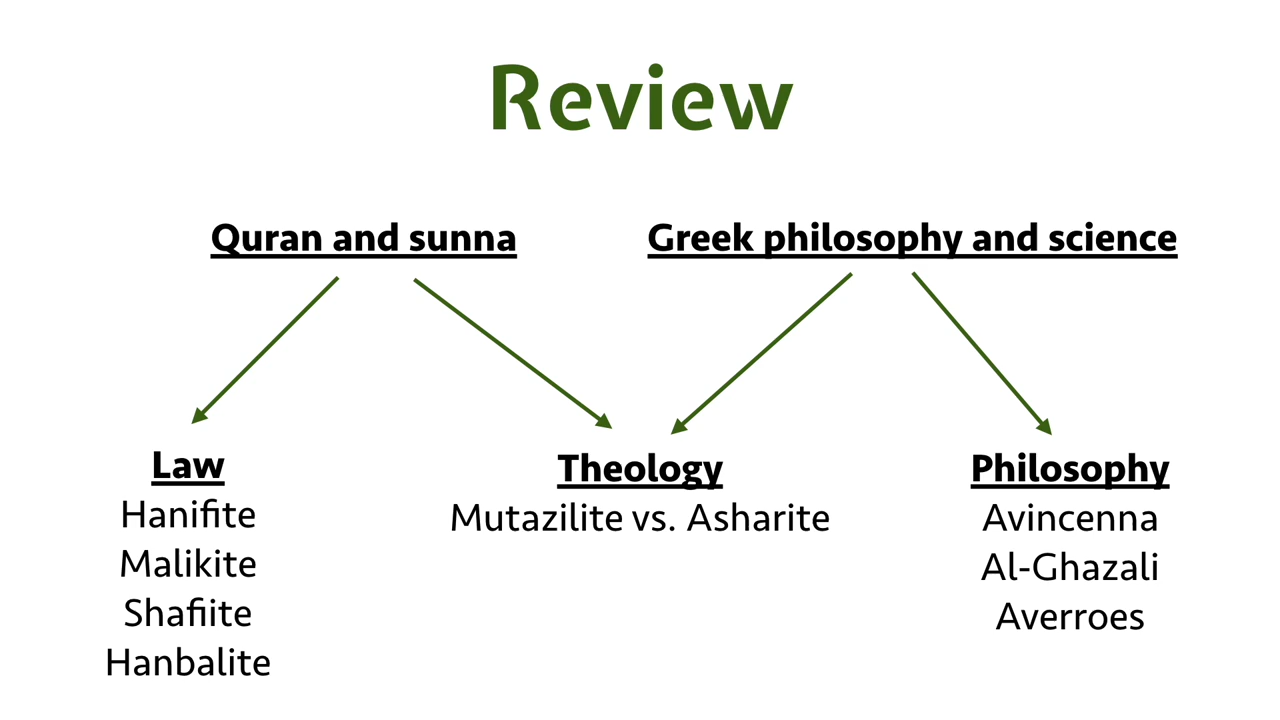 Review
Quran and sunna
Greek philosophy and science
Law
Hanifite
Malikite
Shafiite
Hanbalite
Theology
Mutazilite vs. Asharite
Philosophy
Avincenna
Al-Ghazali
Averroes